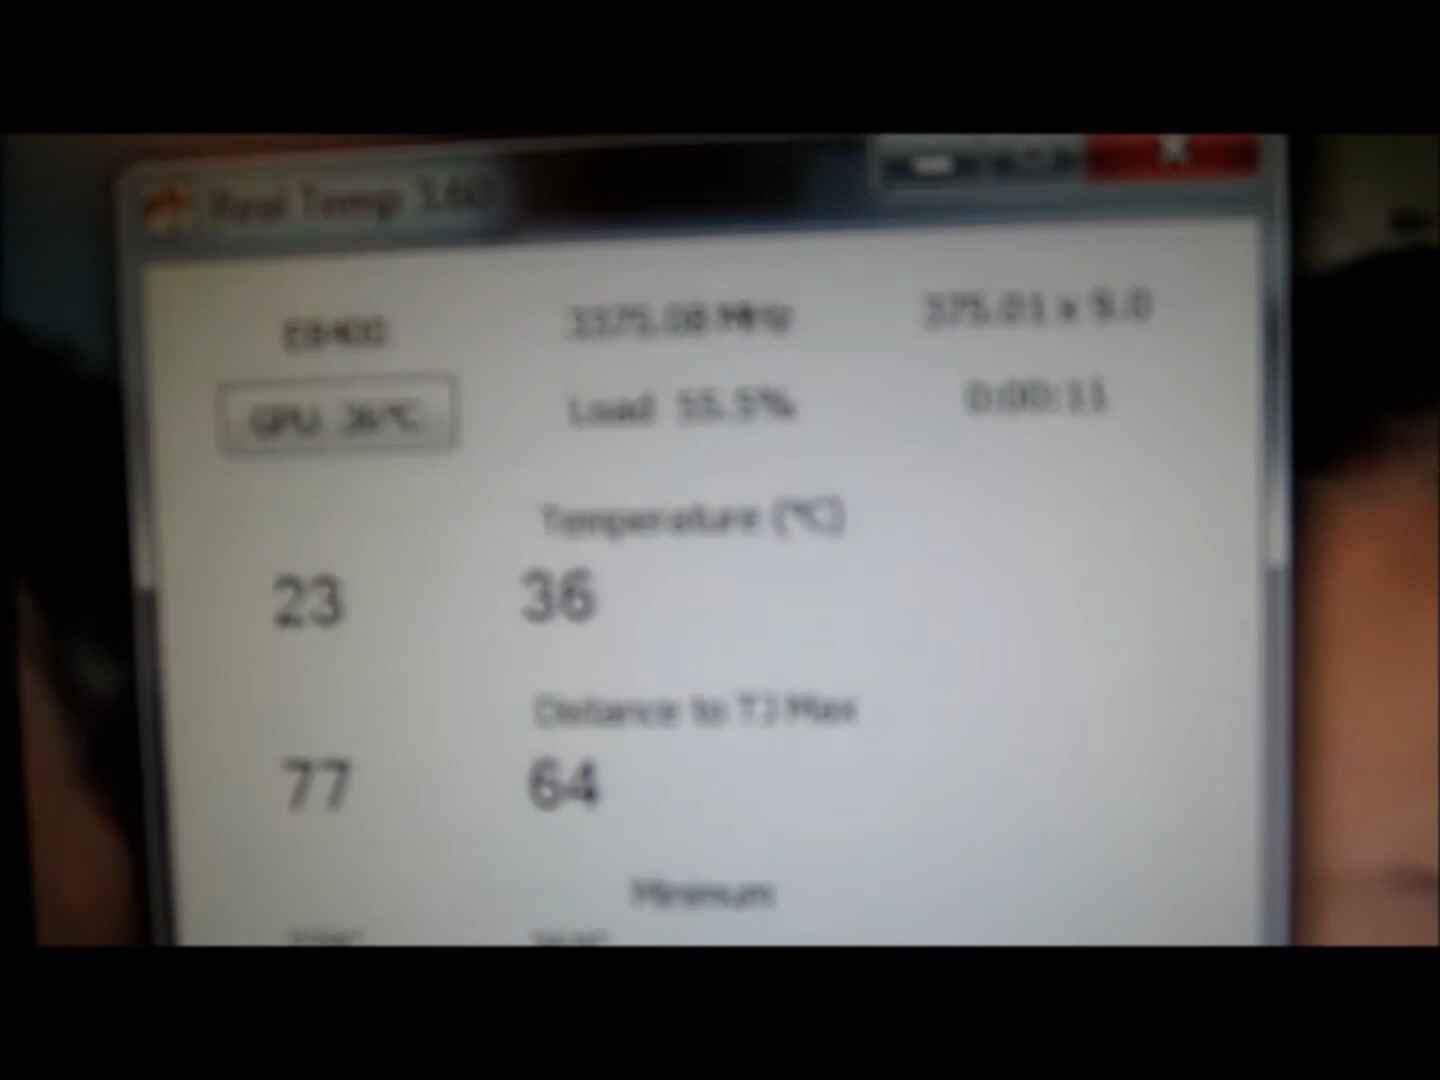 Real Temp 3.60
E8400 3375.08 MHz 375.01 x 9.0
GPU: 36°C Load 55.5% 0:00:11
Temperature (°C)
23 36
Distance to TJ Max
77 64
Minimum